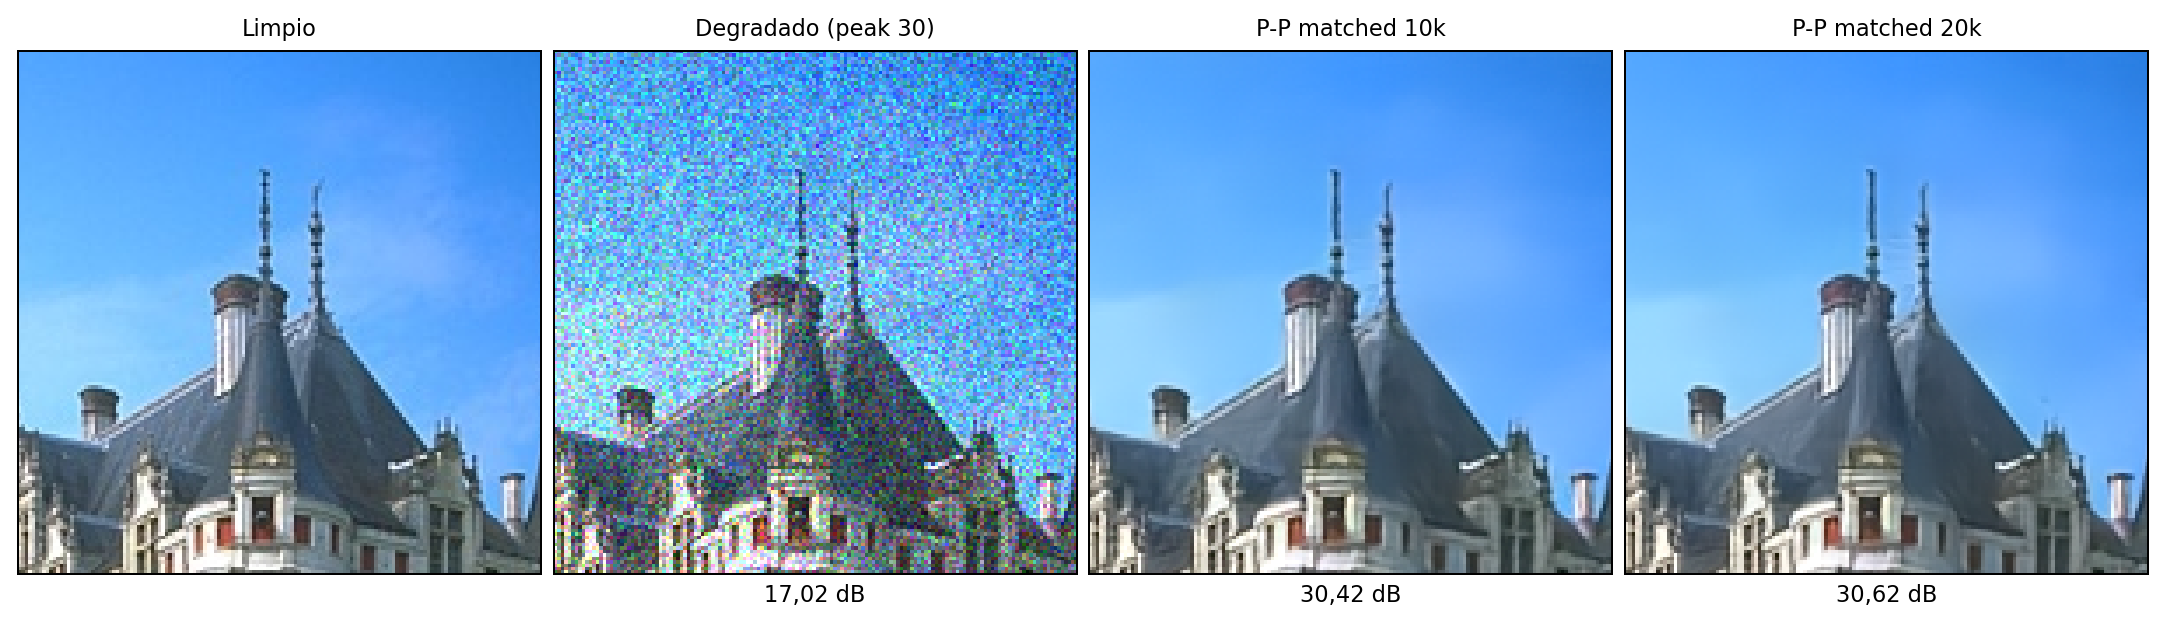 Limpio
Degradado (peak 30)
P-P matched 10k
P-P matched 20k
17,02 dB
30,42 dB
30,62 dB